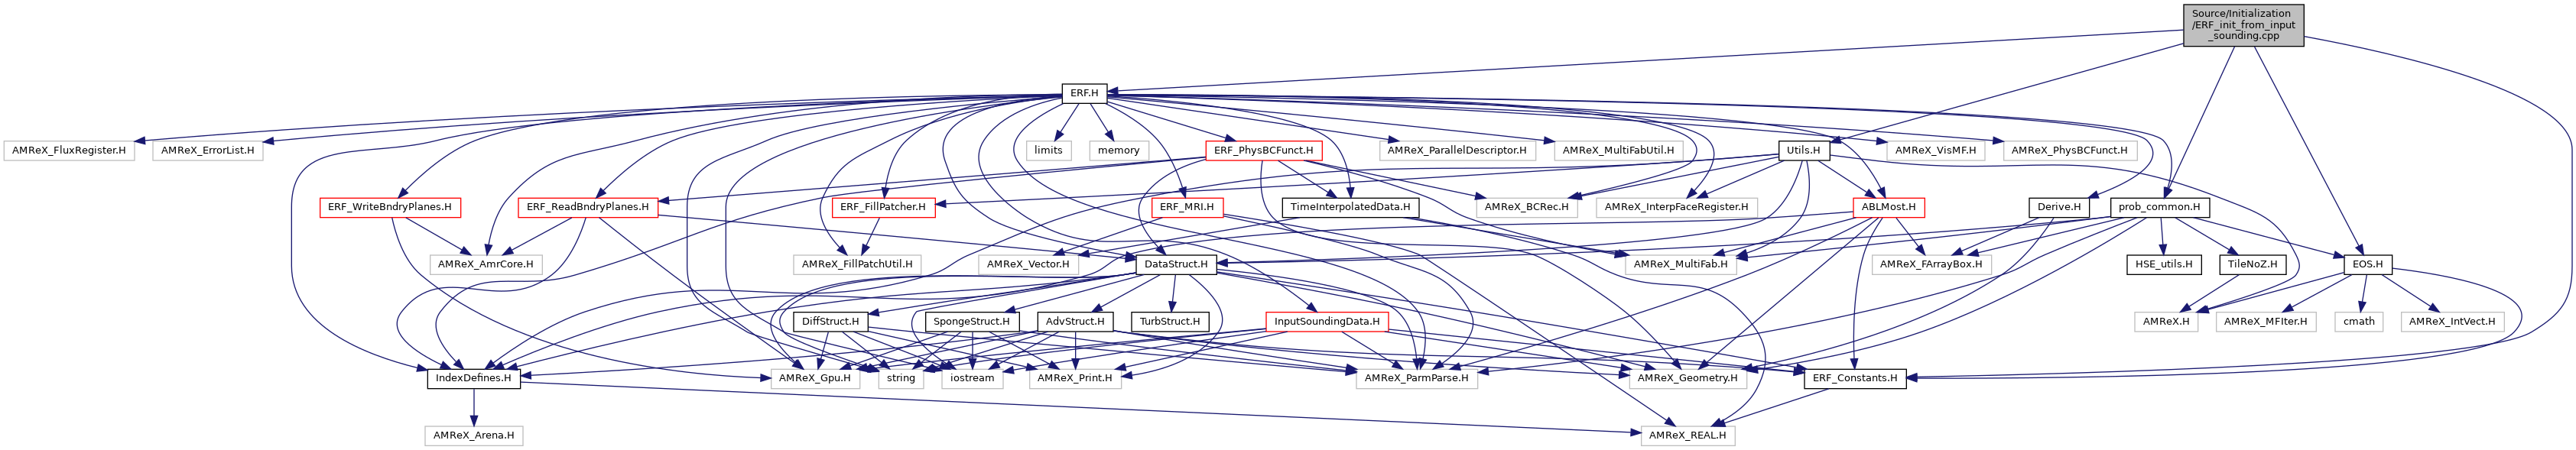 Source/Initialization
/ERF_init_from_input
_sounding.cpp
ERF.H
AMReX_FluxRegister.H
AMReX_ErrorList.H
limits
memory
ERF_PhysBCFunct.H
AMReX_ParallelDescriptor.H
AMReX_MultiFabUtil.H
Utils.H
AMReX_VisMF.H
AMReX_PhysBCFunct.H
ERF_WriteBndryPlanes.H
ERF_ReadBndryPlanes.H
ERF_FillPatcher.H
ERF_MRI.H
TimeInterpolatedData.H
AMReX_BCRec.H
AMReX_InterpFaceRegister.H
ABLMost.H
Derive.H
prob_common.H
AMReX_AmrCore.H
AMReX_FillPatchUtil.H
AMReX_Vector.H
DataStruct.H
AMReX_MultiFab.H
AMReX_FArrayBox.H
HSE_utils.H
TileNoZ.H
EOS.H
DiffStruct.H
SpongeStruct.H
AdvStruct.H
TurbStruct.H
InputSoundingData.H
AMReX.H
AMReX_MFIter.H
cmath
AMReX_IntVect.H
IndexDefines.H
AMReX_Gpu.H
string
iostream
AMReX_Print.H
AMReX_ParmParse.H
AMReX_Geometry.H
ERF_Constants.H
AMReX_Arena.H
AMReX_REAL.H